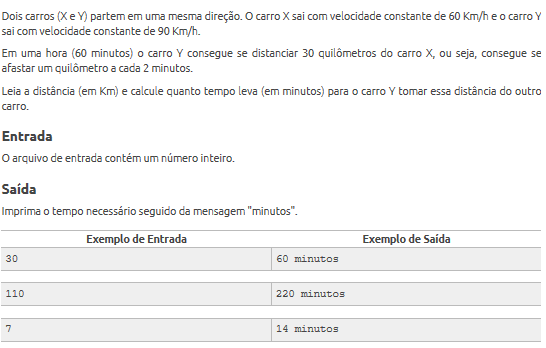 Dois carros (X e Y) partem em uma mesma direção. O carro X sai com velocidade constante de 60 Km/h e o carro Y
sai com velocidade constante de 90 Km/h.
Em uma hora (60 minutos) o carro Y consegue se distanciar 30 quilômetros do carro X, ou seja, consegue se
afastar um quilômetro a cada 2 minutos.
Leia a distância (em Km) e calcule quanto tempo leva (em minutos) para o carro Y tomar essa distância do outro
carro.
Entrada
O arquivo de entrada contém um número inteiro.
Saída
Imprima o tempo necessário seguido da mensagem "minutos".
Exemplo de Entrada Exemplo de Saída
30 60 minutos
110 220 minutos
7 14 minutos